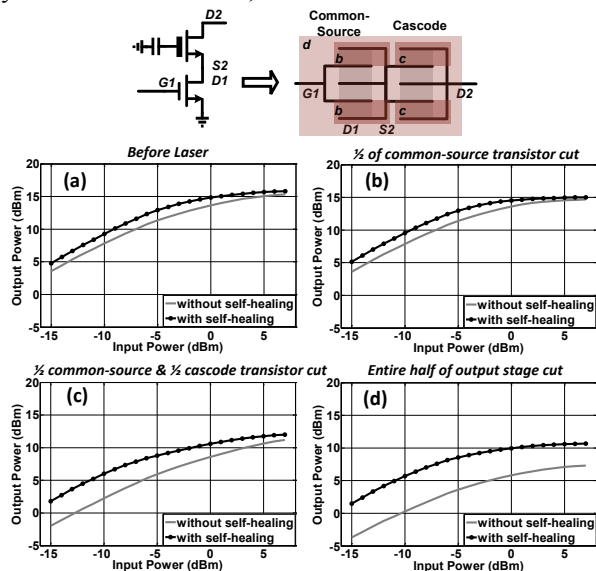 D2
S2
G1
D1
Common-
Source
Cascode
d
b
c
G1
D2
b
c
D1
S2
Before Laser
½ of common-source transistor cut
(a)
Output Power (dBm)
20
15
10
5
0
-5
-15
-10
-5
0
5
Input Power (dBm)
without self-healing
with self-healing
(b)
Output Power (dBm)
20
15
10
5
0
-5
-15
-10
-5
0
5
Input Power (dBm)
without self-healing
with self-healing
½ common-source & ½ cascode transistor cut
Entire half of output stage cut
(c)
Output Power (dBm)
20
15
10
5
0
-5
-15
-10
-5
0
5
Input Power (dBm)
without self-healing
with self-healing
(d)
Output Power (dBm)
20
15
10
5
0
-5
-15
-10
-5
0
5
Input Power (dBm)
without self-healing
with self-healing